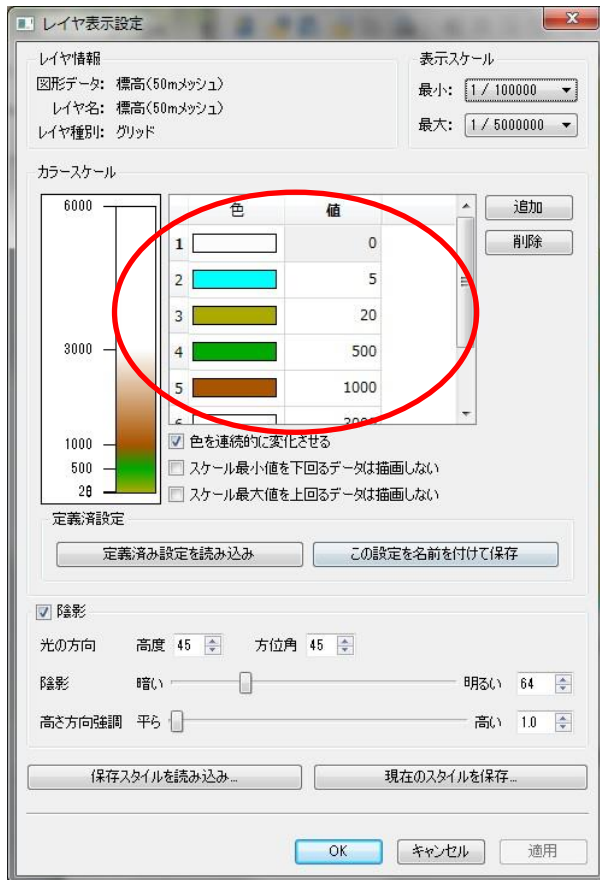 レイヤ表示設定
レイヤ情報
図形データ: 標高(50mメッシュ)
レイヤ名: 標高(50mメッシュ)
レイヤ種別: グリッド
表示スケール
最小: 1 / 100000
最大: 1 / 5000000
カラースケール
6000
3000
1000
500
色 値
1 0
2 5
3 20
4 500
5 1000
追加
削除
色を連続的に変化させる
スケール最小値を下回るデータは描画しない
スケール最大値を上回るデータは描画しない
定義済設定
定義済み設定を読み込み この設定を名前を付けて保存
陰影
光の方向 高度 45 方位角 45
陰影 暗い 明るい 64
高さ方向強調 平ら 高い 1.0
保存スタイルを読み込み... 現在のスタイルを保存...
OK キャンセル 適用